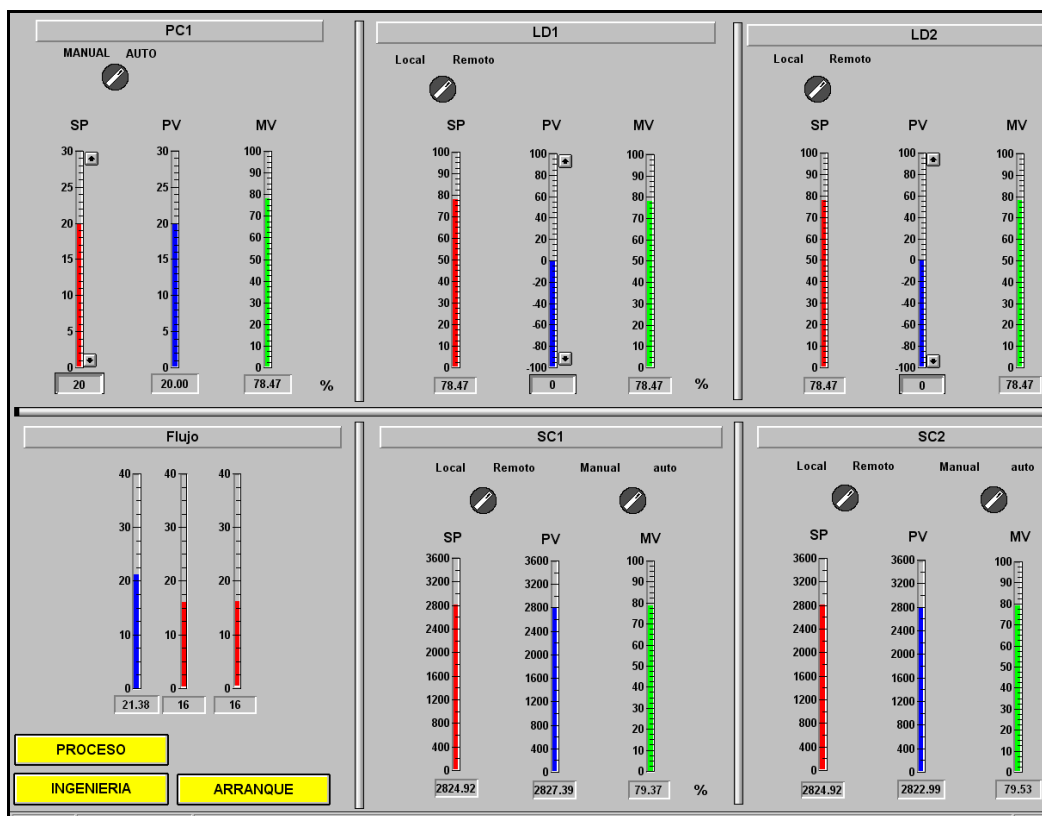 PC1
MANUAL AUTO
SP PV MV
30 30 100
90
25 25 80
70
20 20 60
15 15 50
40
10 10 30
5 5 20
10
0 0 0
20 20.00 78.47 %
LD1
Local Remoto
SP PV MV
100 100 100
90 80 90
80 60 80
70 40 70
60 20 60
50 0 50
40 -20 40
30 -40 30
20 -60 20
10 -80 10
0 -100 0
78.47 0 78.47
LD2
Local Remoto
SP PV MV
100 100 100
90 80 90
80 60 80
70 40 70
60 20 60
50 0 50
40 -20 40
30 -40 30
20 -60 20
10 -80 10
0 -100 0
78.47 0 78.47
Flujo
40 40 40
30 30 30
20 20 20
10 10 10
0 0 0
21.38 16 16
PROCESO
INGENIERIA ARRANQUE
SC1
Local Remoto Manual auto
SP PV MV
3600 3600 100
3200 3200 90
2800 2800 80
2400 2400 70
2000 2000 60
1600 1600 50
1200 1200 40
800 800 30
400 400 20
0 0 10
0
2824.92 2827.39 79.37 %
SC2
Local Remoto Manual auto
SP PV MV
3600 3600 100
3200 3200 90
2800 2800 80
2400 2400 70
2000 2000 60
1600 1600 50
1200 1200 40
800 800 30
400 400 20
0 0 10
0
2824.92 2822.99 79.53